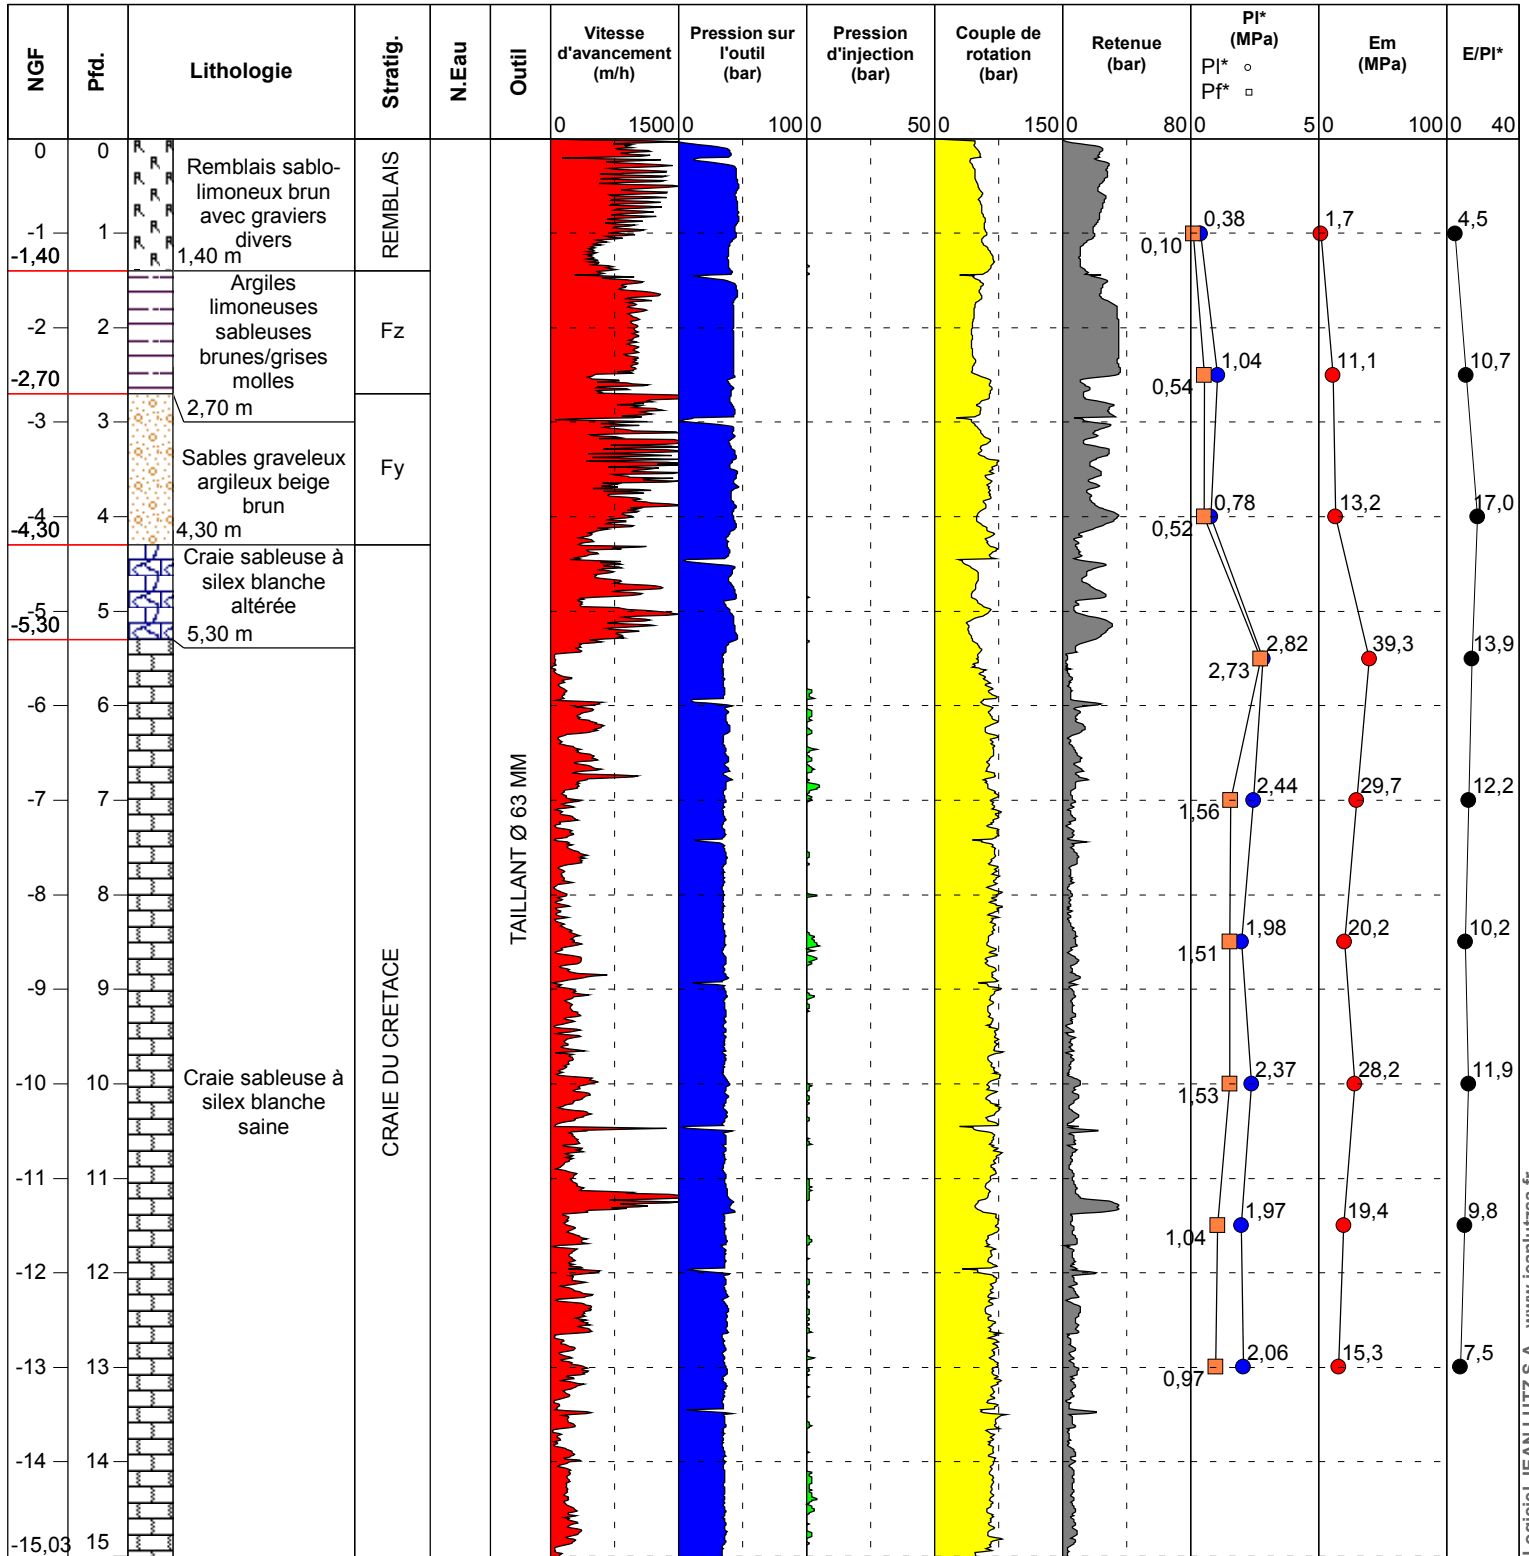 NGF
Pfd.
Lithologie
Stratig.
N.Eau
Outil
Vitesse
d'avancement
(m/h)
Pression sur
l'outil
(bar)
Pression
d'injection
(bar)
Couple de
rotation
(bar)
Retenue
(bar)
Pl*
(MPa)
Pl*
Pf*
Em
(MPa)
E/Pl*
0 1500
0 100
0 50
0 150
0 80
0 5
0 100
0 40
0 0
-1 1
-1,40
-2 2
-2,70
-3 3
-4 4
-4,30
-5 5
-5,30
-6 6
-7 7
-8 8
-9 9
-10 10
-11 11
-12 12
-13 13
-14 14
-15,03 15
Remblais sablo-
limoneux brun
avec graviers
divers
1,40 m
Argiles
limoneuses
sableuses
brunes/grises
molles
2,70 m
Sables graveleux
argileux beige
brun
4,30 m
Craie sableuse à
silex blanche
altérée
5,30 m
Craie sableuse à
silex blanche
saine
REMBLAIS
Fz
Fy
CRAIE DU CRETACE
TAILLANT Ø 63 MM
0,38
0,10
1,7
4,5
1,04
0,54
11,1
10,7
0,78
0,52
13,2
17,0
2,82
2,73
39,3
13,9
2,44
1,56
29,7
12,2
1,98
1,51
20,2
10,2
2,37
1,53
28,2
11,9
1,97
1,04
19,4
9,8
2,06
0,97
15,3
7,5
Logiciel JEAN LUTZ S.A - www.jeanlutzsa.fr